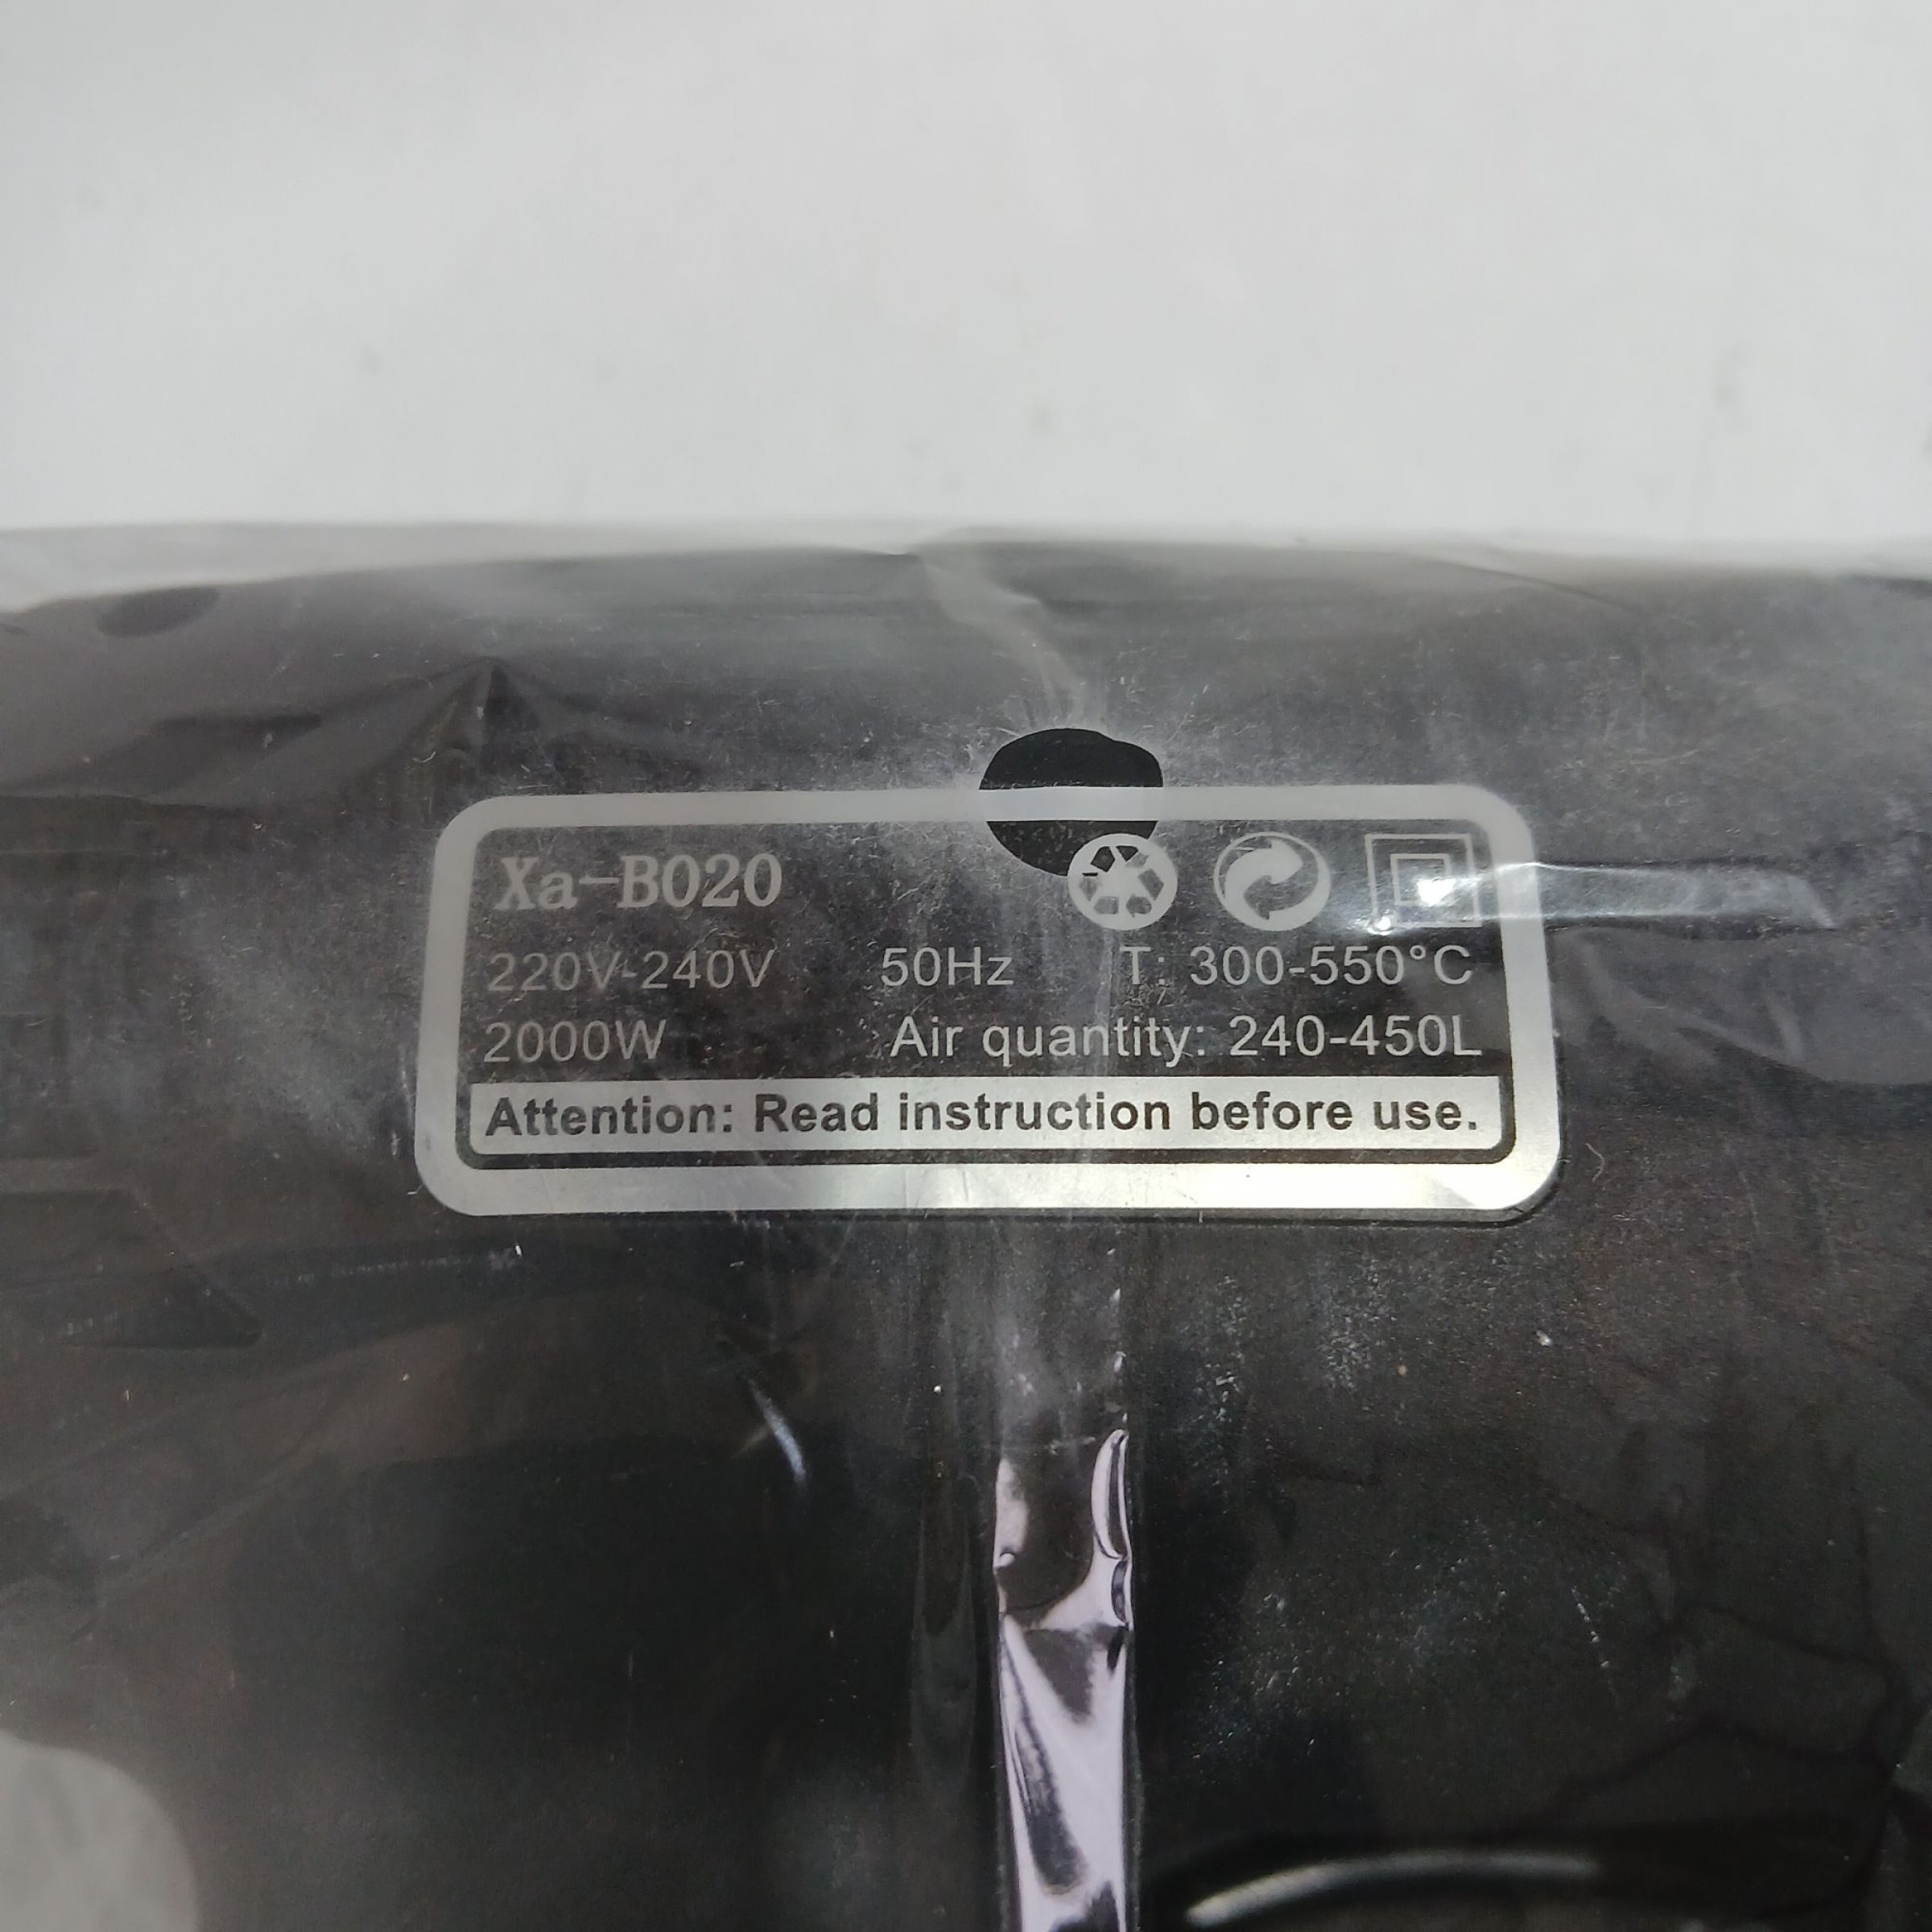 Xa-B020
220V-240V 50Hz T: 300-550°C
2000W Air quantity: 240-450L
Attention: Read instruction before use.